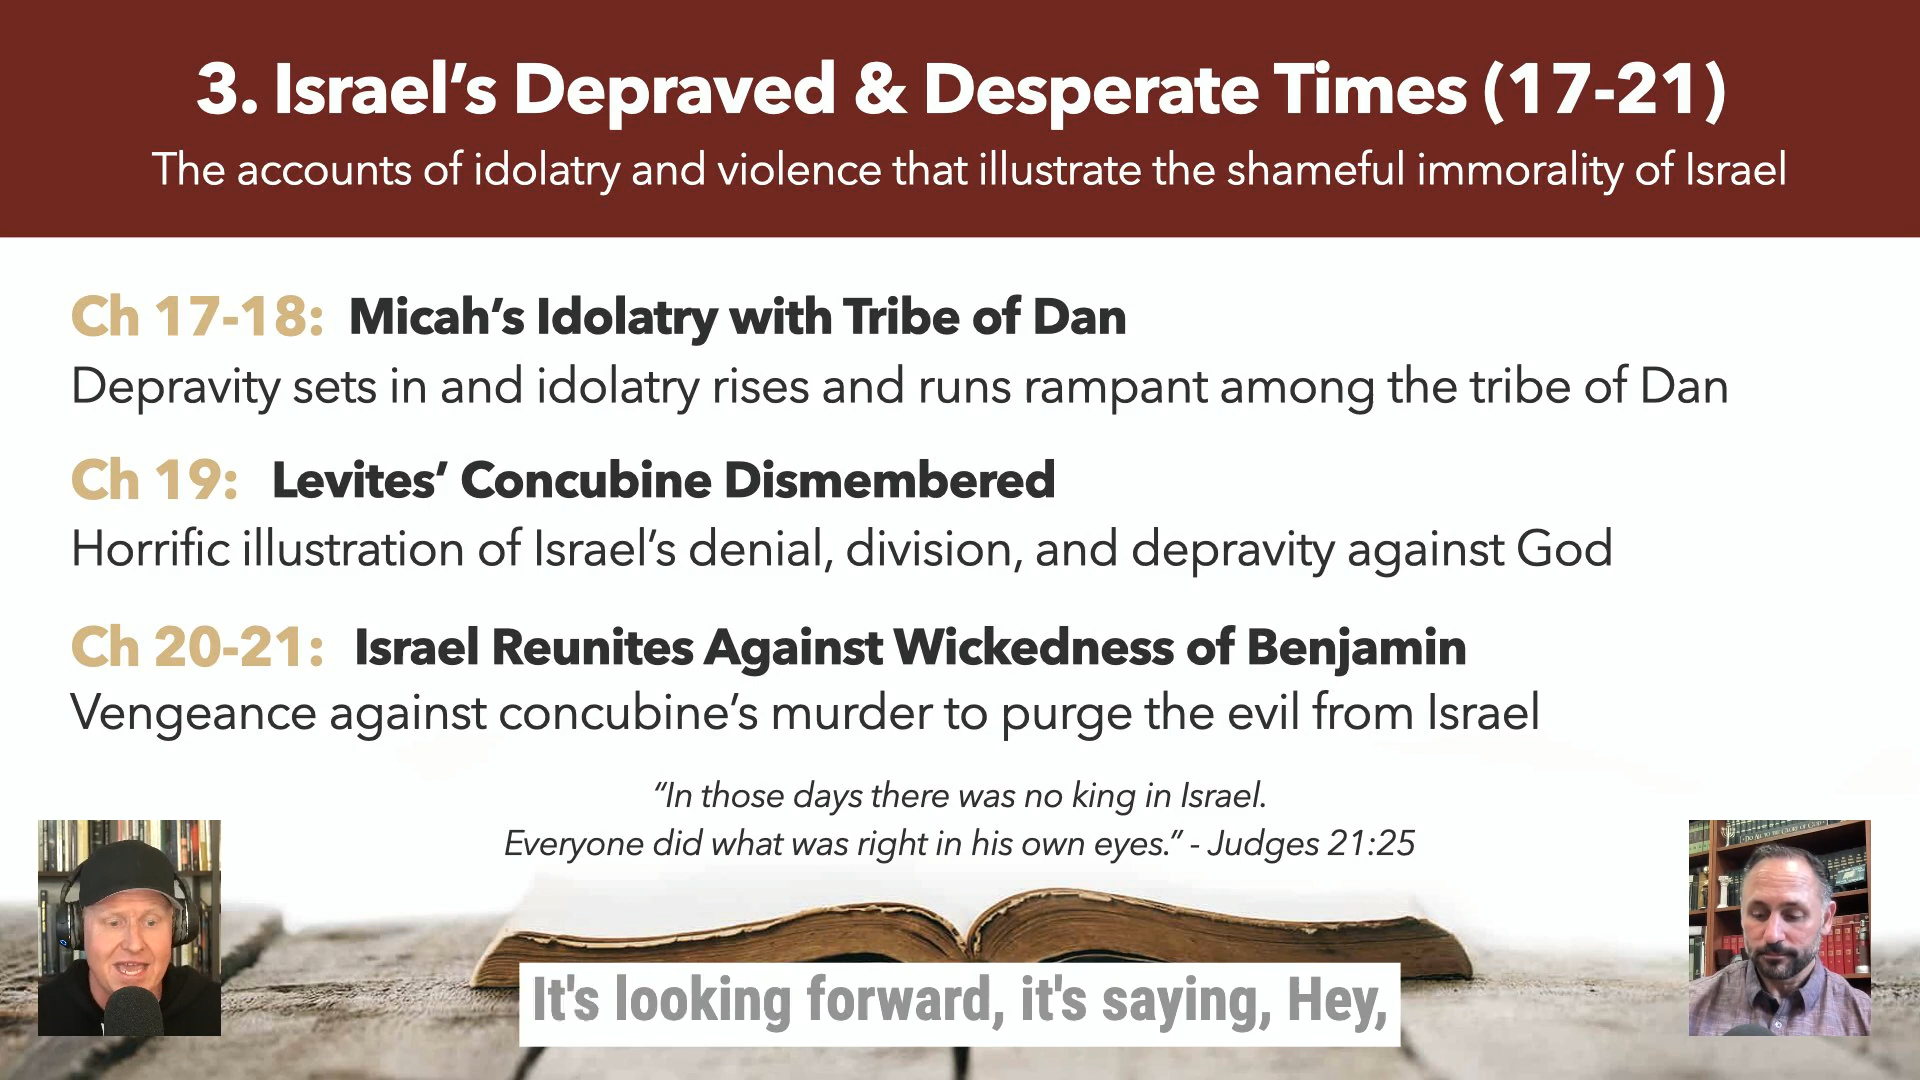 3. Israel’s Depraved & Desperate Times (17-21)
The accounts of idolatry and violence that illustrate the shameful immorality of Israel
Ch 17-18: Micah’s Idolatry with Tribe of Dan
Depravity sets in and idolatry rises and runs rampant among the tribe of Dan
Ch 19: Levites’ Concubine Dismembered
Horrific illustration of Israel’s denial, division, and depravity against God
Ch 20-21: Israel Reunites Against Wickedness of Benjamin
Vengeance against concubine’s murder to purge the evil from Israel
“In those days there was no king in Israel.
Everyone did what was right in his own eyes.” - Judges 21:25
It's looking forward, it's saying, Hey,